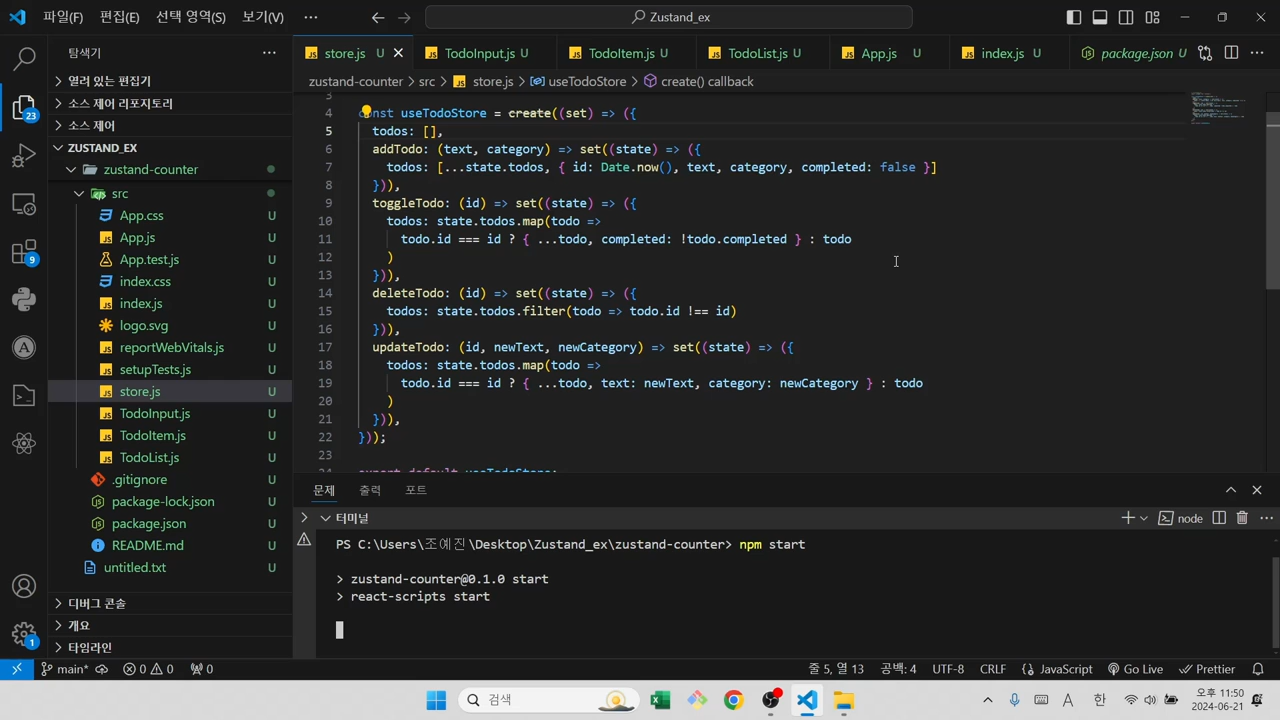 파일(F) 편집(E) 선택 영역(S) 보기(V) ···
Zustand_ex
탐색기
store.js U
TodoInput.js U
TodoItem.js U
TodoList.js U
App.js U
index.js U
package.json U
열려 있는 편집기
소스 제어 리포지토리
소스 제어
ZUSTAND_EX
zustand-counter
src
App.css U
App.js U
App.test.js U
index.css U
index.js U
logo.svg U
reportWebVitals.js U
setupTests.js U
store.js U
TodoInput.js U
TodoItem.js U
TodoList.js U
.gitignore U
package-lock.json U
package.json U
README.md U
untitled.txt U
디버그 콘솔
개요
타임라인
23
9
1
zustand-counter > src > store.js > useTodoStore > create() callback
3
4 const useTodoStore = create((set) => ({
5 todos: [],
6 addTodo: (text, category) => set((state) => ({
7 todos: [...state.todos, { id: Date.now(), text, category, completed: false }]
8 })),
9 toggleTodo: (id) => set((state) => ({
10 todos: state.todos.map(todo =>
11 todo.id === id ? { ...todo, completed: !todo.completed } : todo
12 )
13 })),
14 deleteTodo: (id) => set((state) => ({
15 todos: state.todos.filter(todo => todo.id !== id)
16 })),
17 updateTodo: (id, newText, newCategory) => set((state) => ({
18 todos: state.todos.map(todo =>
19 todo.id === id ? { ...todo, text: newText, category: newCategory } : todo
20 )
21 })),
22 }));
23
24 export default useTodoStore;
문제 출력 포트
터미널
node
PS C:\Users\조예진\Desktop\Zustand_ex\zustand-counter> npm start
> zustand-counter@0.1.0 start
> react-scripts start
main* 0 0 0
줄 5, 열 13 공백: 4 UTF-8 CRLF JavaScript Go Live Prettier
검색
A 한
오후 11:50
2024-06-21